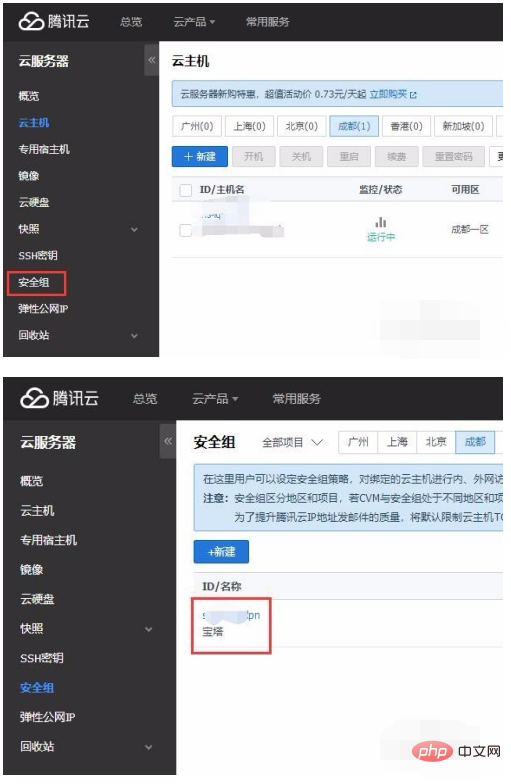 腾讯云 总览 云产品 常用服务
云服务器
概览
云主机
专用宿主机
镜像
云硬盘
快照
SSH密钥
安全组
弹性公网IP
回收站
云主机
云服务器新购特惠，超值活动价 0.73元/天起 立即购买
广州(0) 上海(0) 北京(0) 成都(1) 香港(0) 新加坡(0)
+ 新建 开机 关机 重启 续费 重置密码 更
ID/主机名 监控/状态 可用区
运行中 成都一区
腾讯云 总览 云产品 常用服务
云服务器
概览
云主机
专用宿主机
镜像
云硬盘
快照
SSH密钥
安全组
弹性公网IP
回收站
安全组 全部项目 广州 上海 北京 成都
在这里用户可以设定安全组策略，对绑定的云主机进行内、外网访
注意：安全组区分地区和项目，若CVM与安全组处于不同地区和项
为了提升腾讯云IP地址发邮件的质量，将默认限制云主机TC
+新建
ID/名称
宝塔
php 中文网